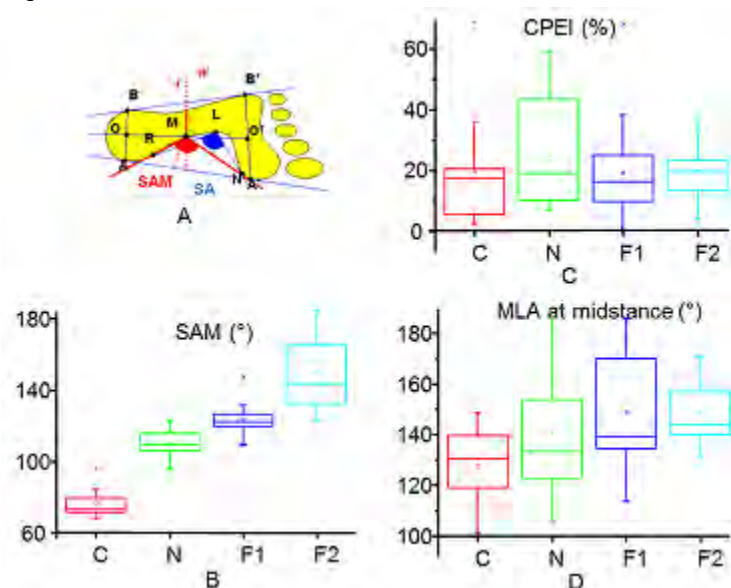 CPEI (%)
60
40
20
0
C N F1 F2
C
B B'
W
M L
O O'
R
A N A'
SAM SA
A
SAM (°)
180
140
100
60
C N F1 F2
B
MLA at midstance (°)
180
160
140
120
100
C N F1 F2
D